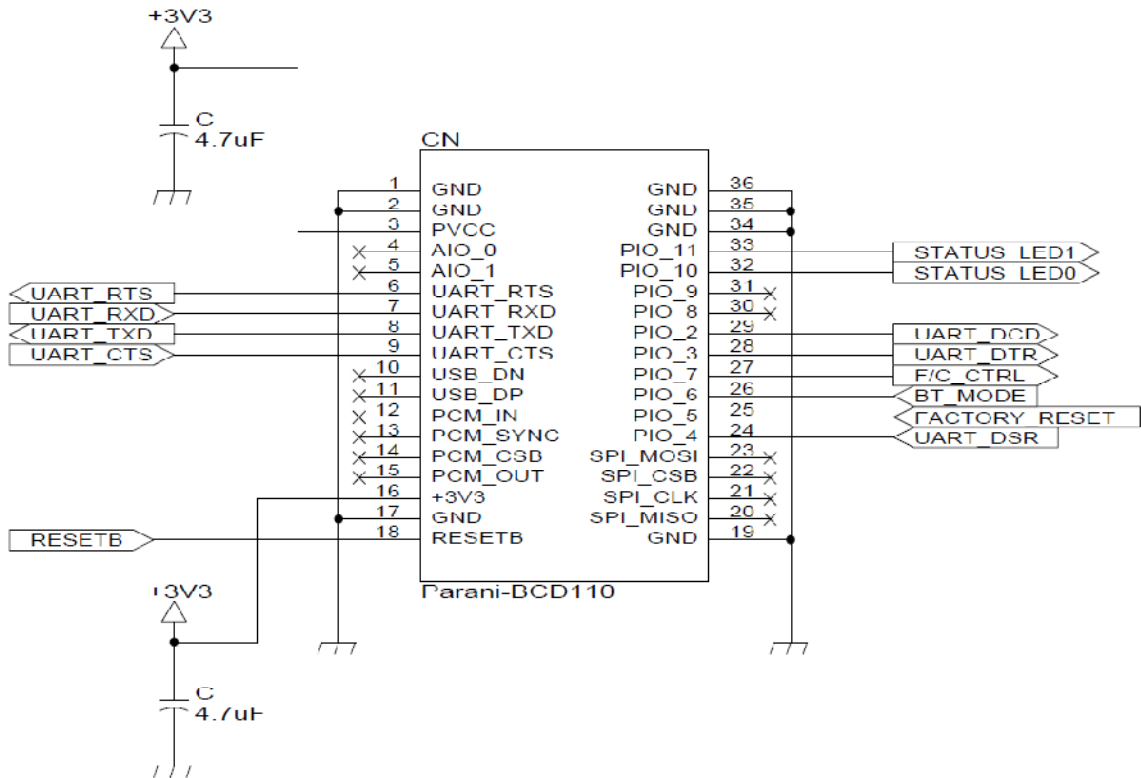 +3V3
C
4.7uF
CN
1 GND GND 36
2 GND GND 35
3 PVCC GND 34
4 AIO_0 PIO_11 33 STATUS_LED1
5 AIO_1 PIO_10 32 STATUS_LED0
UART_RTS 6 UART_RTS PIO_9 31
UART_RXD 7 UART_RXD PIO_8 30
UART_TXD 8 UART_TXD PIO_2 29 UART_DCD
UART_CTS 9 UART_CTS PIO_3 28 UART_DTR
10 USB_DN PIO_7 27 F/C_CTRL
11 USB_DP PIO_6 26 BT_MODE
12 PCM_IN PIO_5 25 FACTORY_RESET
13 PCM_SYNC PIO_4 24 UART_DSR
14 PCM_CSB SPI_MOSI 23
15 PCM_OUT SPI_CSB 22
16 +3V3 SPI_CLK 21
17 GND SPI_MISO 20
RESETB 18 RESETB GND 19
Parani-BCD110
+3V3
C
4.7uF